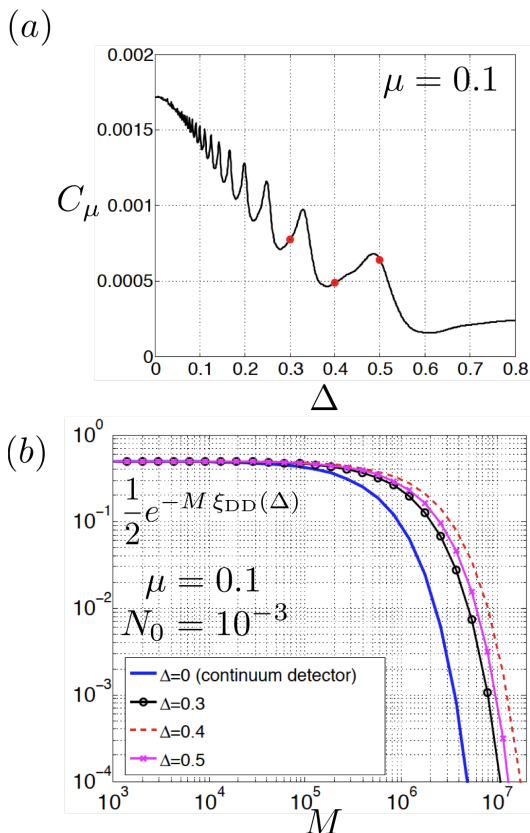 (a)
0.002
μ = 0.1
0.0015
C_μ 0.001
0.0005
0
0 0.1 0.2 0.3 0.4 0.5 0.6 0.7 0.8
Δ
(b)
10^0
1/2 e^{-M ξ_DD(Δ)}
10^-1
μ = 0.1
10^-2
N_0 = 10^{-3}
Δ=0 (continuum detector)
10^-3
Δ=0.3
Δ=0.4
Δ=0.5
10^-4
10^3 10^4 10^5 10^6 10^7
M